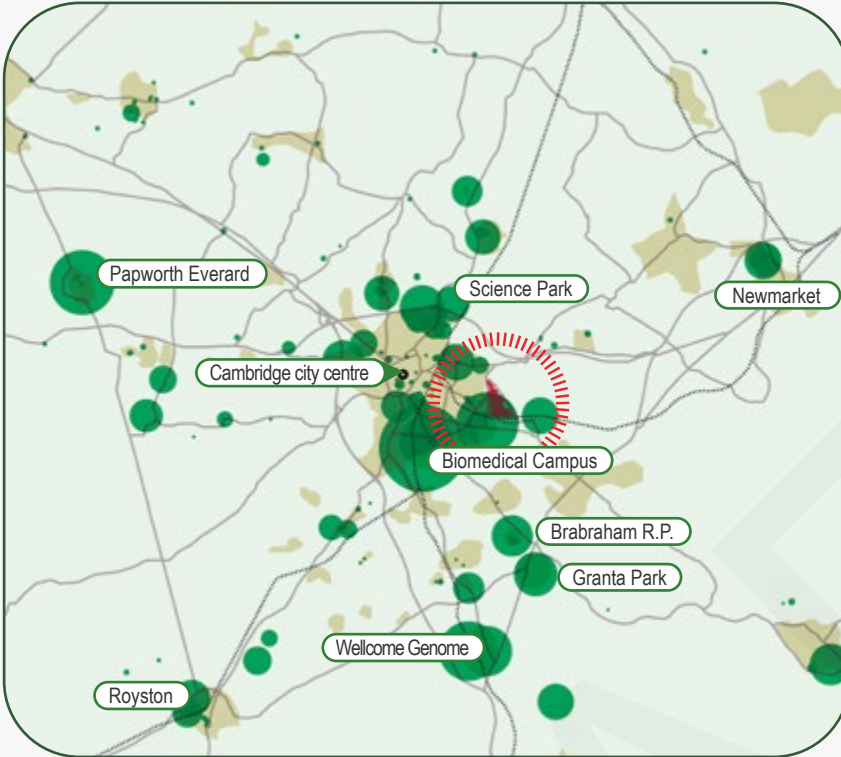 Papworth Everard
Science Park
Newmarket
Cambridge city centre
Biomedical Campus
Brabraham R.P.
Granta Park
Wellcome Genome
Royston